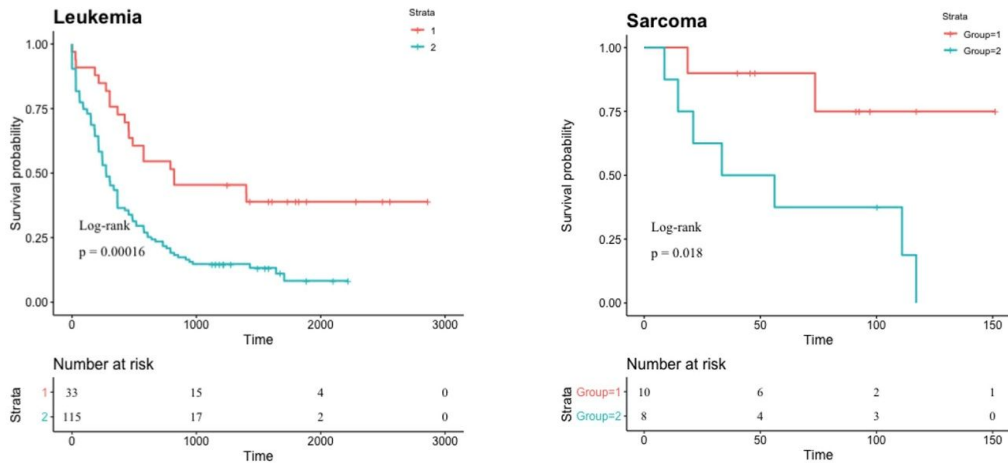 Leukemia
Strata
1
2
Survival probability
1.00
0.75
0.50
0.25
0.00
Log-rank
p = 0.00016
0 1000 2000 3000
Time
Number at risk
Strata
1 33 15 4 0
2 115 17 2 0
0 1000 2000 3000
Time
Sarcoma
Strata
Group=1
Group=2
Survival probability
1.00
0.75
0.50
0.25
0.00
Log-rank
p = 0.018
0 50 100 150
Time
Number at risk
Strata
Group=1 10 6 2 1
Group=2 8 4 3 0
0 50 100 150
Time